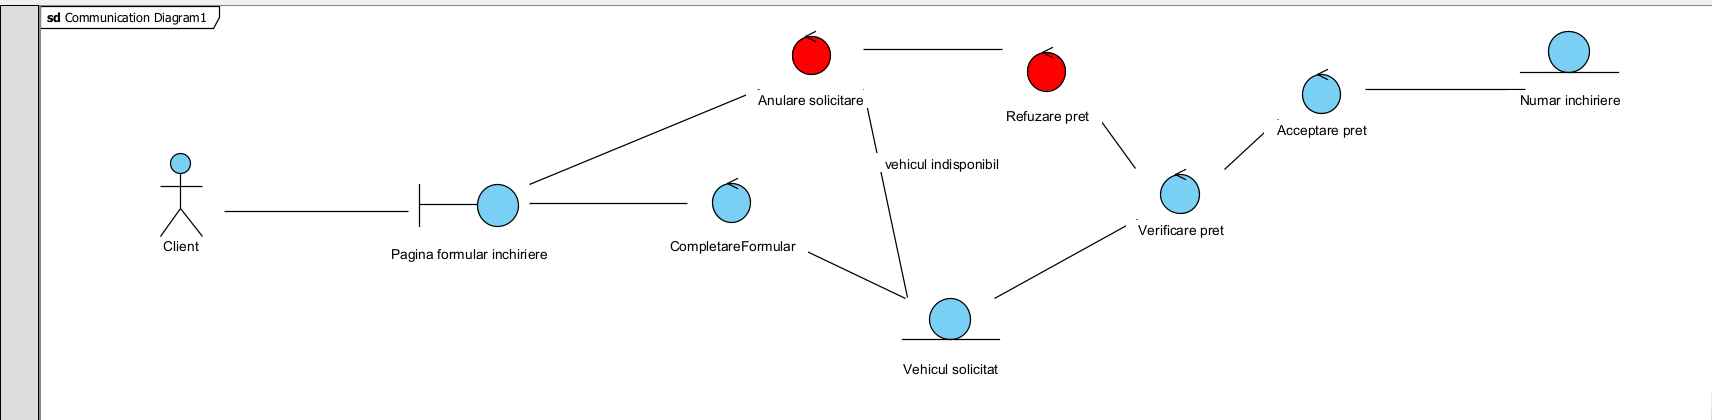 sd Communication Diagram1
Anulare solicitare
Refuzare pret
Acceptare pret
Numar inchiriere
vehicul indisponibil
Client
Pagina formular inchiriere
CompletareFormular
Verificare pret
Vehicul solicitat